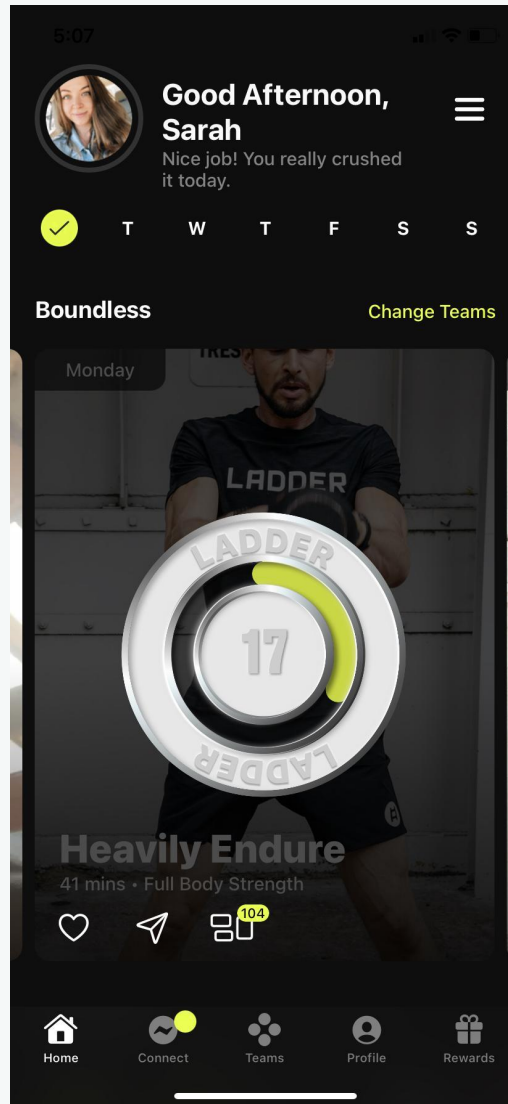 5:07
Good Afternoon,
Sarah
Nice job! You really crushed
it today.
T W T F S S
Boundless
Change Teams
Monday
LADDER
LADDER
17
LADDER
Heavily Endure
41 mins • Full Body Strength
104
Home Connect Teams Profile Rewards